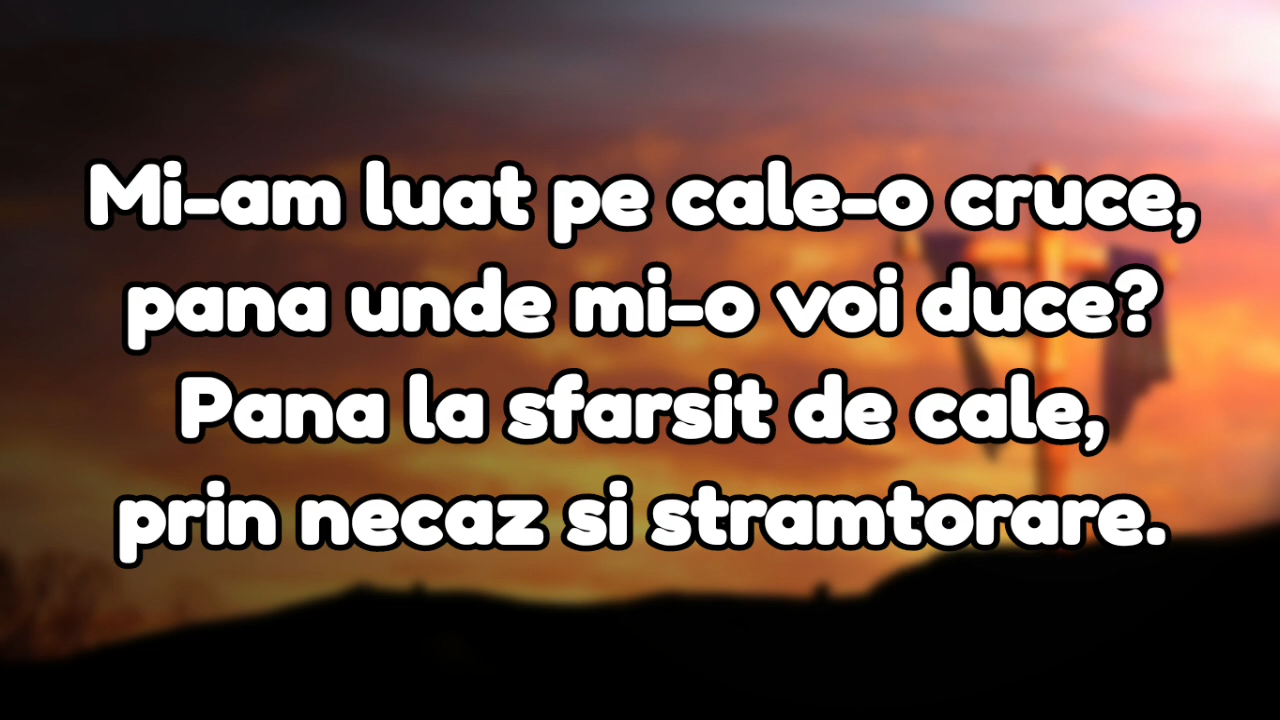 Mi-am luat pe cale-o cruce,
pana unde mi-o voi duce?
Pana la sfarsit de cale,
prin necaz si stramtorare.